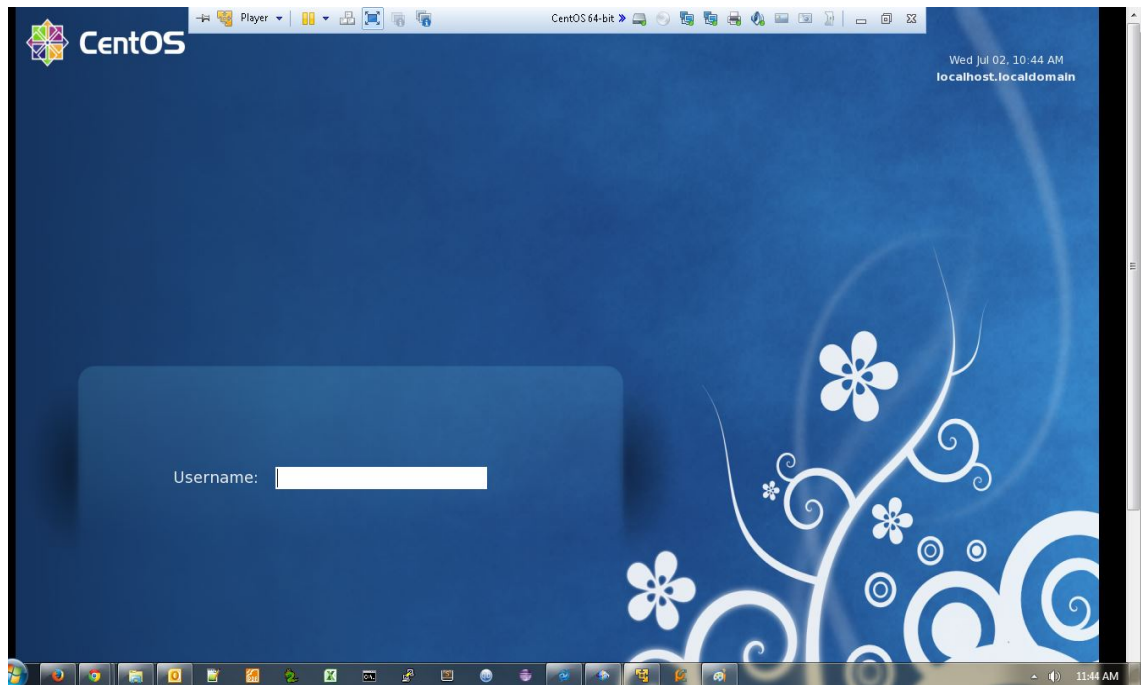 Player
CentOS 64-bit
CentOS
Wed Jul 02, 10:44 AM
localhost.localdomain
Username:
11:44 AM